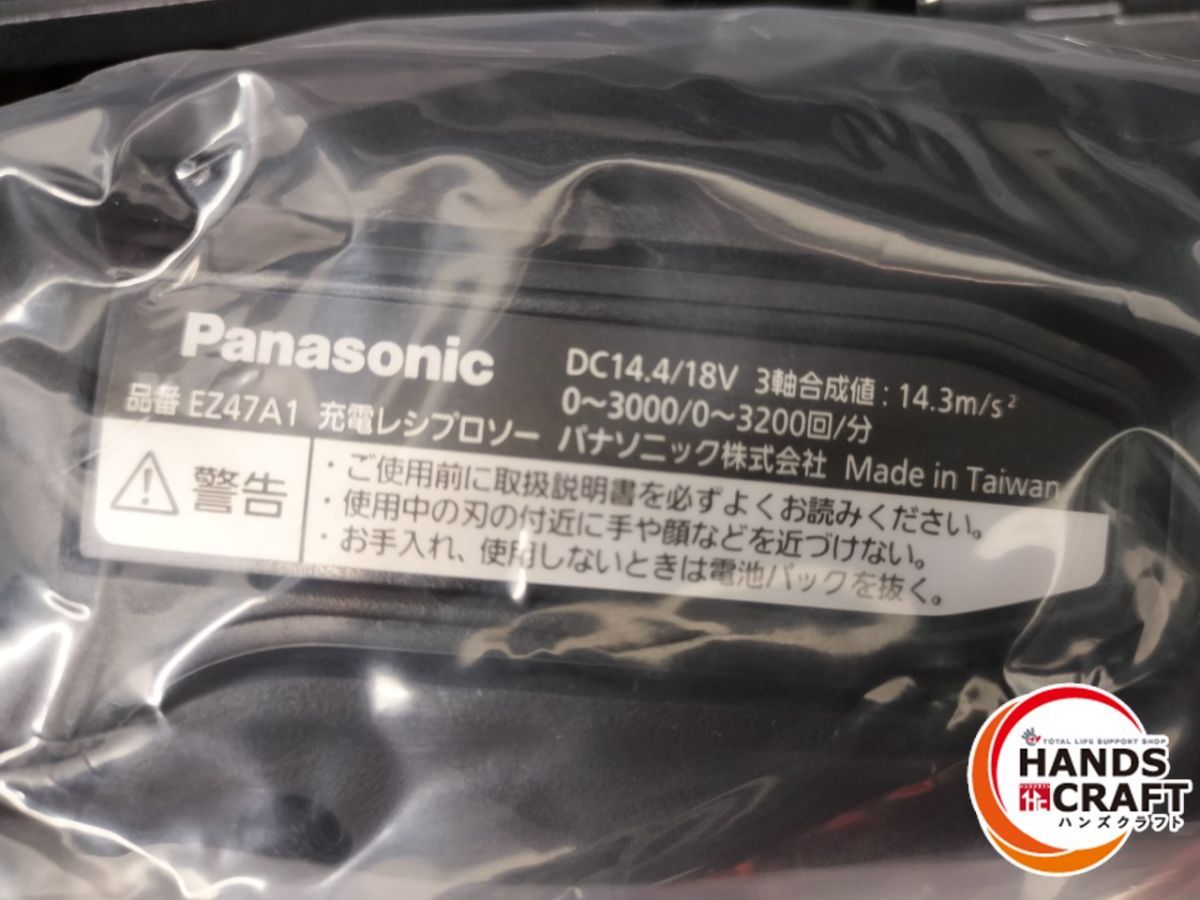 Panasonic
DC14.4/18V 3軸合成値:14.3m/s²
0〜3000/0〜3200回/分
品番 EZ47A1 充電レシプロソー パナソニック株式会社 Made in Taiwan
警告
・ご使用前に取扱説明書を必ずよくお読みください。
・使用中の刃の付近に手や顔などを近づけない。
・お手入れ、使用しないときは電池パックを抜く。
TOTAL LIFE SUPPORT SHOP
HANDS
CRAFT
ハンズクラフト